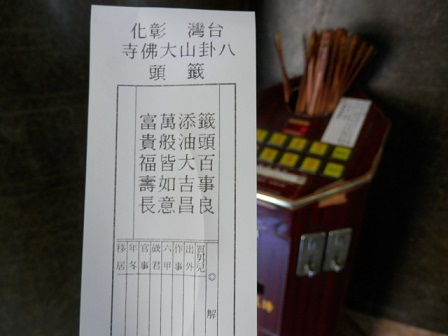 台灣 彰化
八卦山大佛寺
籤頭
籤頭百事良
添油大吉昌
萬般皆如意
富貴福壽長
◎解
出外
作事
六甲
歲君
官事
年冬
移居